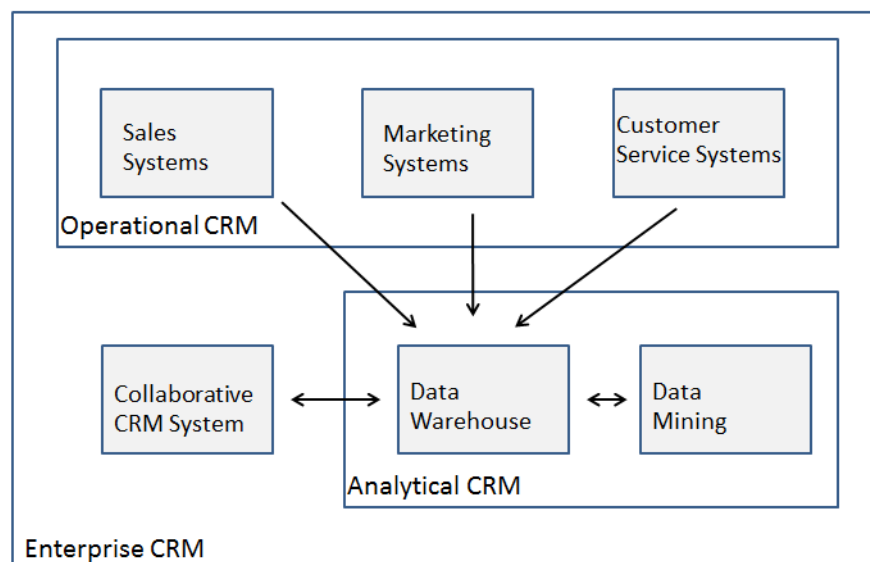 Sales
Systems
Marketing
Systems
Customer
Service Systems
Operational CRM
Collaborative
CRM System
Data
Warehouse
Data
Mining
Analytical CRM
Enterprise CRM